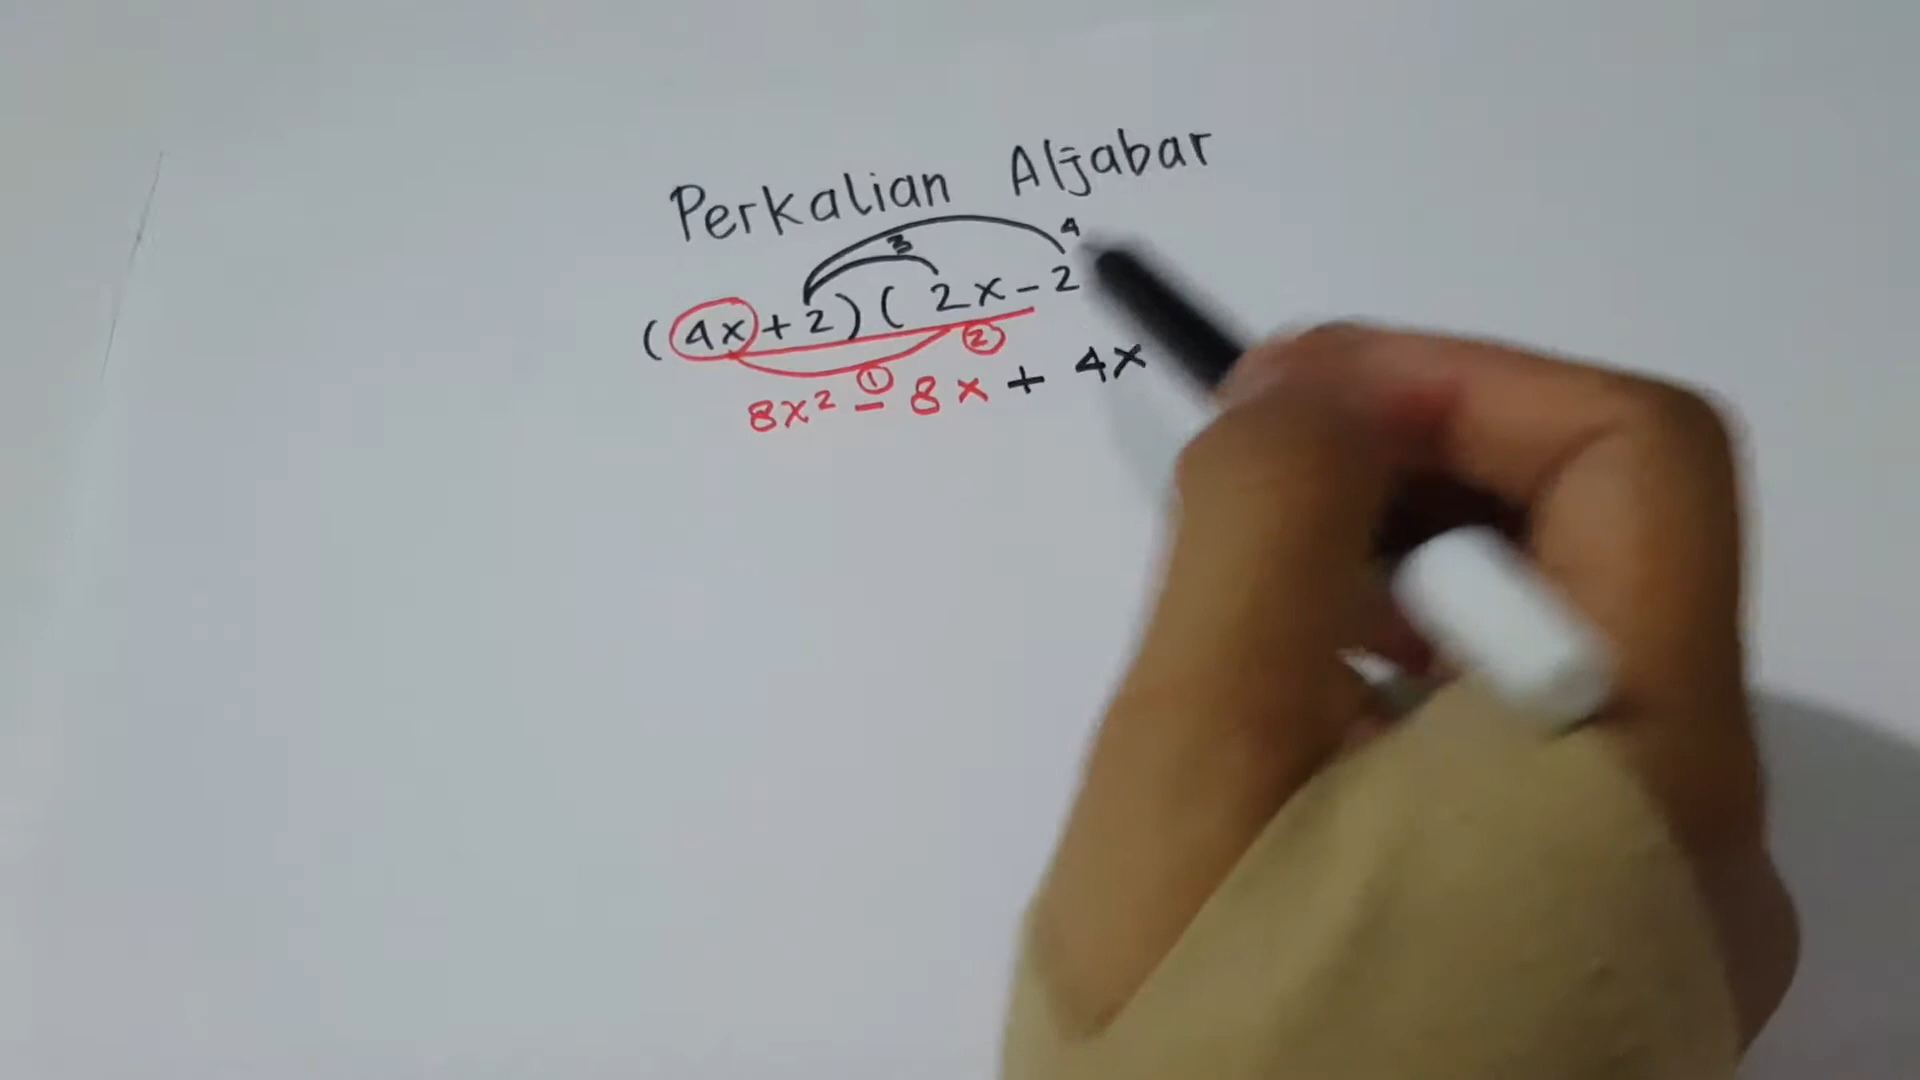 Perkalian Aljabar
3 4
(4x+2)(2x-2
1 2
8x² - 8x + 4x